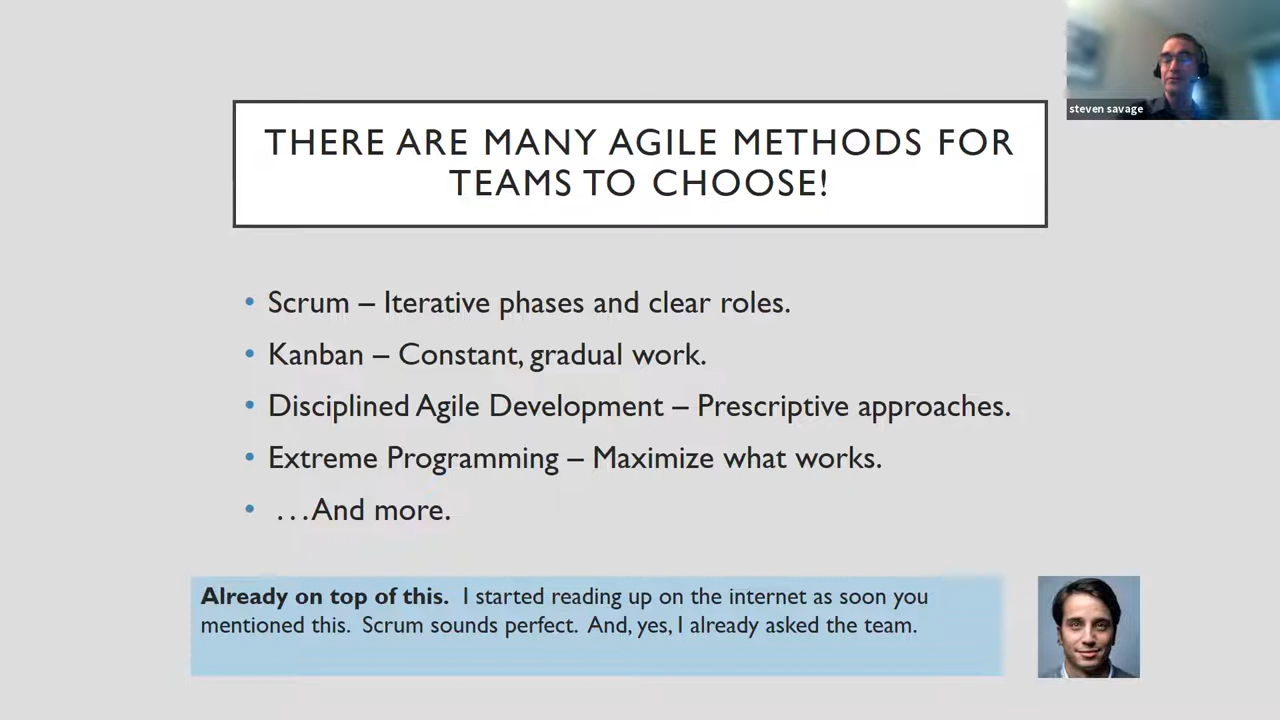 steven savage
THERE ARE MANY AGILE METHODS FOR
TEAMS TO CHOOSE!
• Scrum – Iterative phases and clear roles.
• Kanban – Constant, gradual work.
• Disciplined Agile Development – Prescriptive approaches.
• Extreme Programming – Maximize what works.
• …And more.
Already on top of this. I started reading up on the internet as soon you
mentioned this. Scrum sounds perfect. And, yes, I already asked the team.